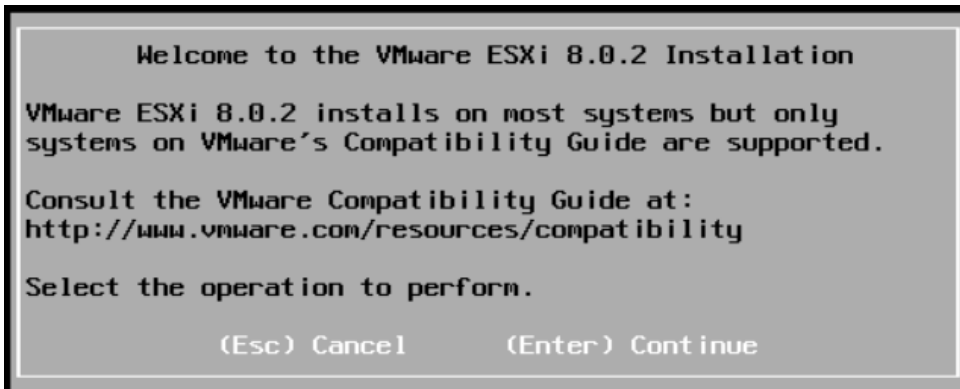 Welcome to the VMware ESXi 8.0.2 Installation
VMware ESXi 8.0.2 installs on most systems but only
systems on VMware's Compatibility Guide are supported.
Consult the VMware Compatibility Guide at:
http://www.vmware.com/resources/compatibility
Select the operation to perform.
(Esc) Cancel (Enter) Continue